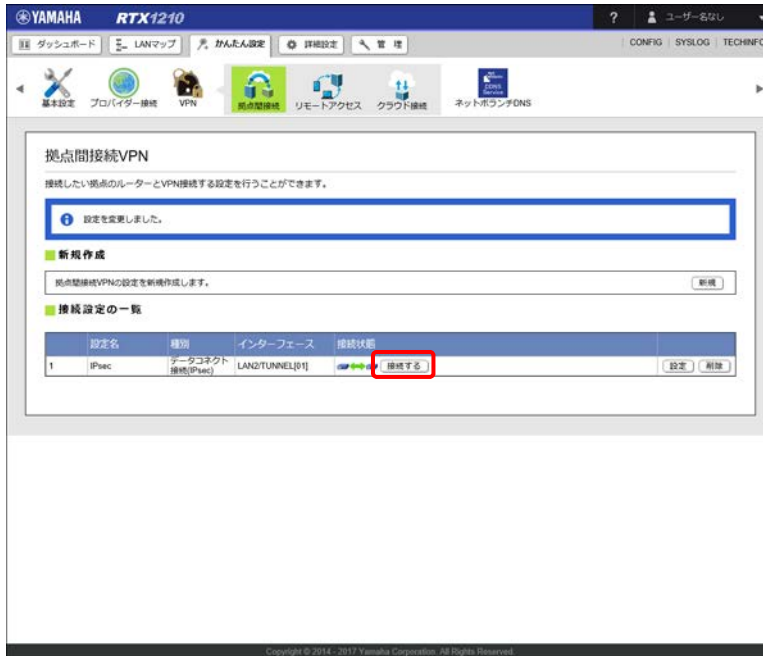 YAMAHA RTX1210 ? ユーザー名なし
ダッシュボード LANマップ かんたん設定 詳細設定 管理 CONFIG SYSLOG TECHINFO
基本設定 プロバイダー接続 VPN 拠点間接続 リモートアクセス クラウド接続 ネットボランチDNS
拠点間接続VPN
接続したい拠点のルーターとVPN接続する設定を行うことができます。
設定を変更しました。
新規作成
拠点間接続VPNの設定を新規作成します。 新規
接続設定の一覧
設定名 種別 インターフェース 接続状態
1 IPsec データコネクト接続(IPsec) LAN2/TUNNEL[01] 接続する 設定 削除
Copyright © 2014 - 2017 Yamaha Corporation. All Rights Reserved.